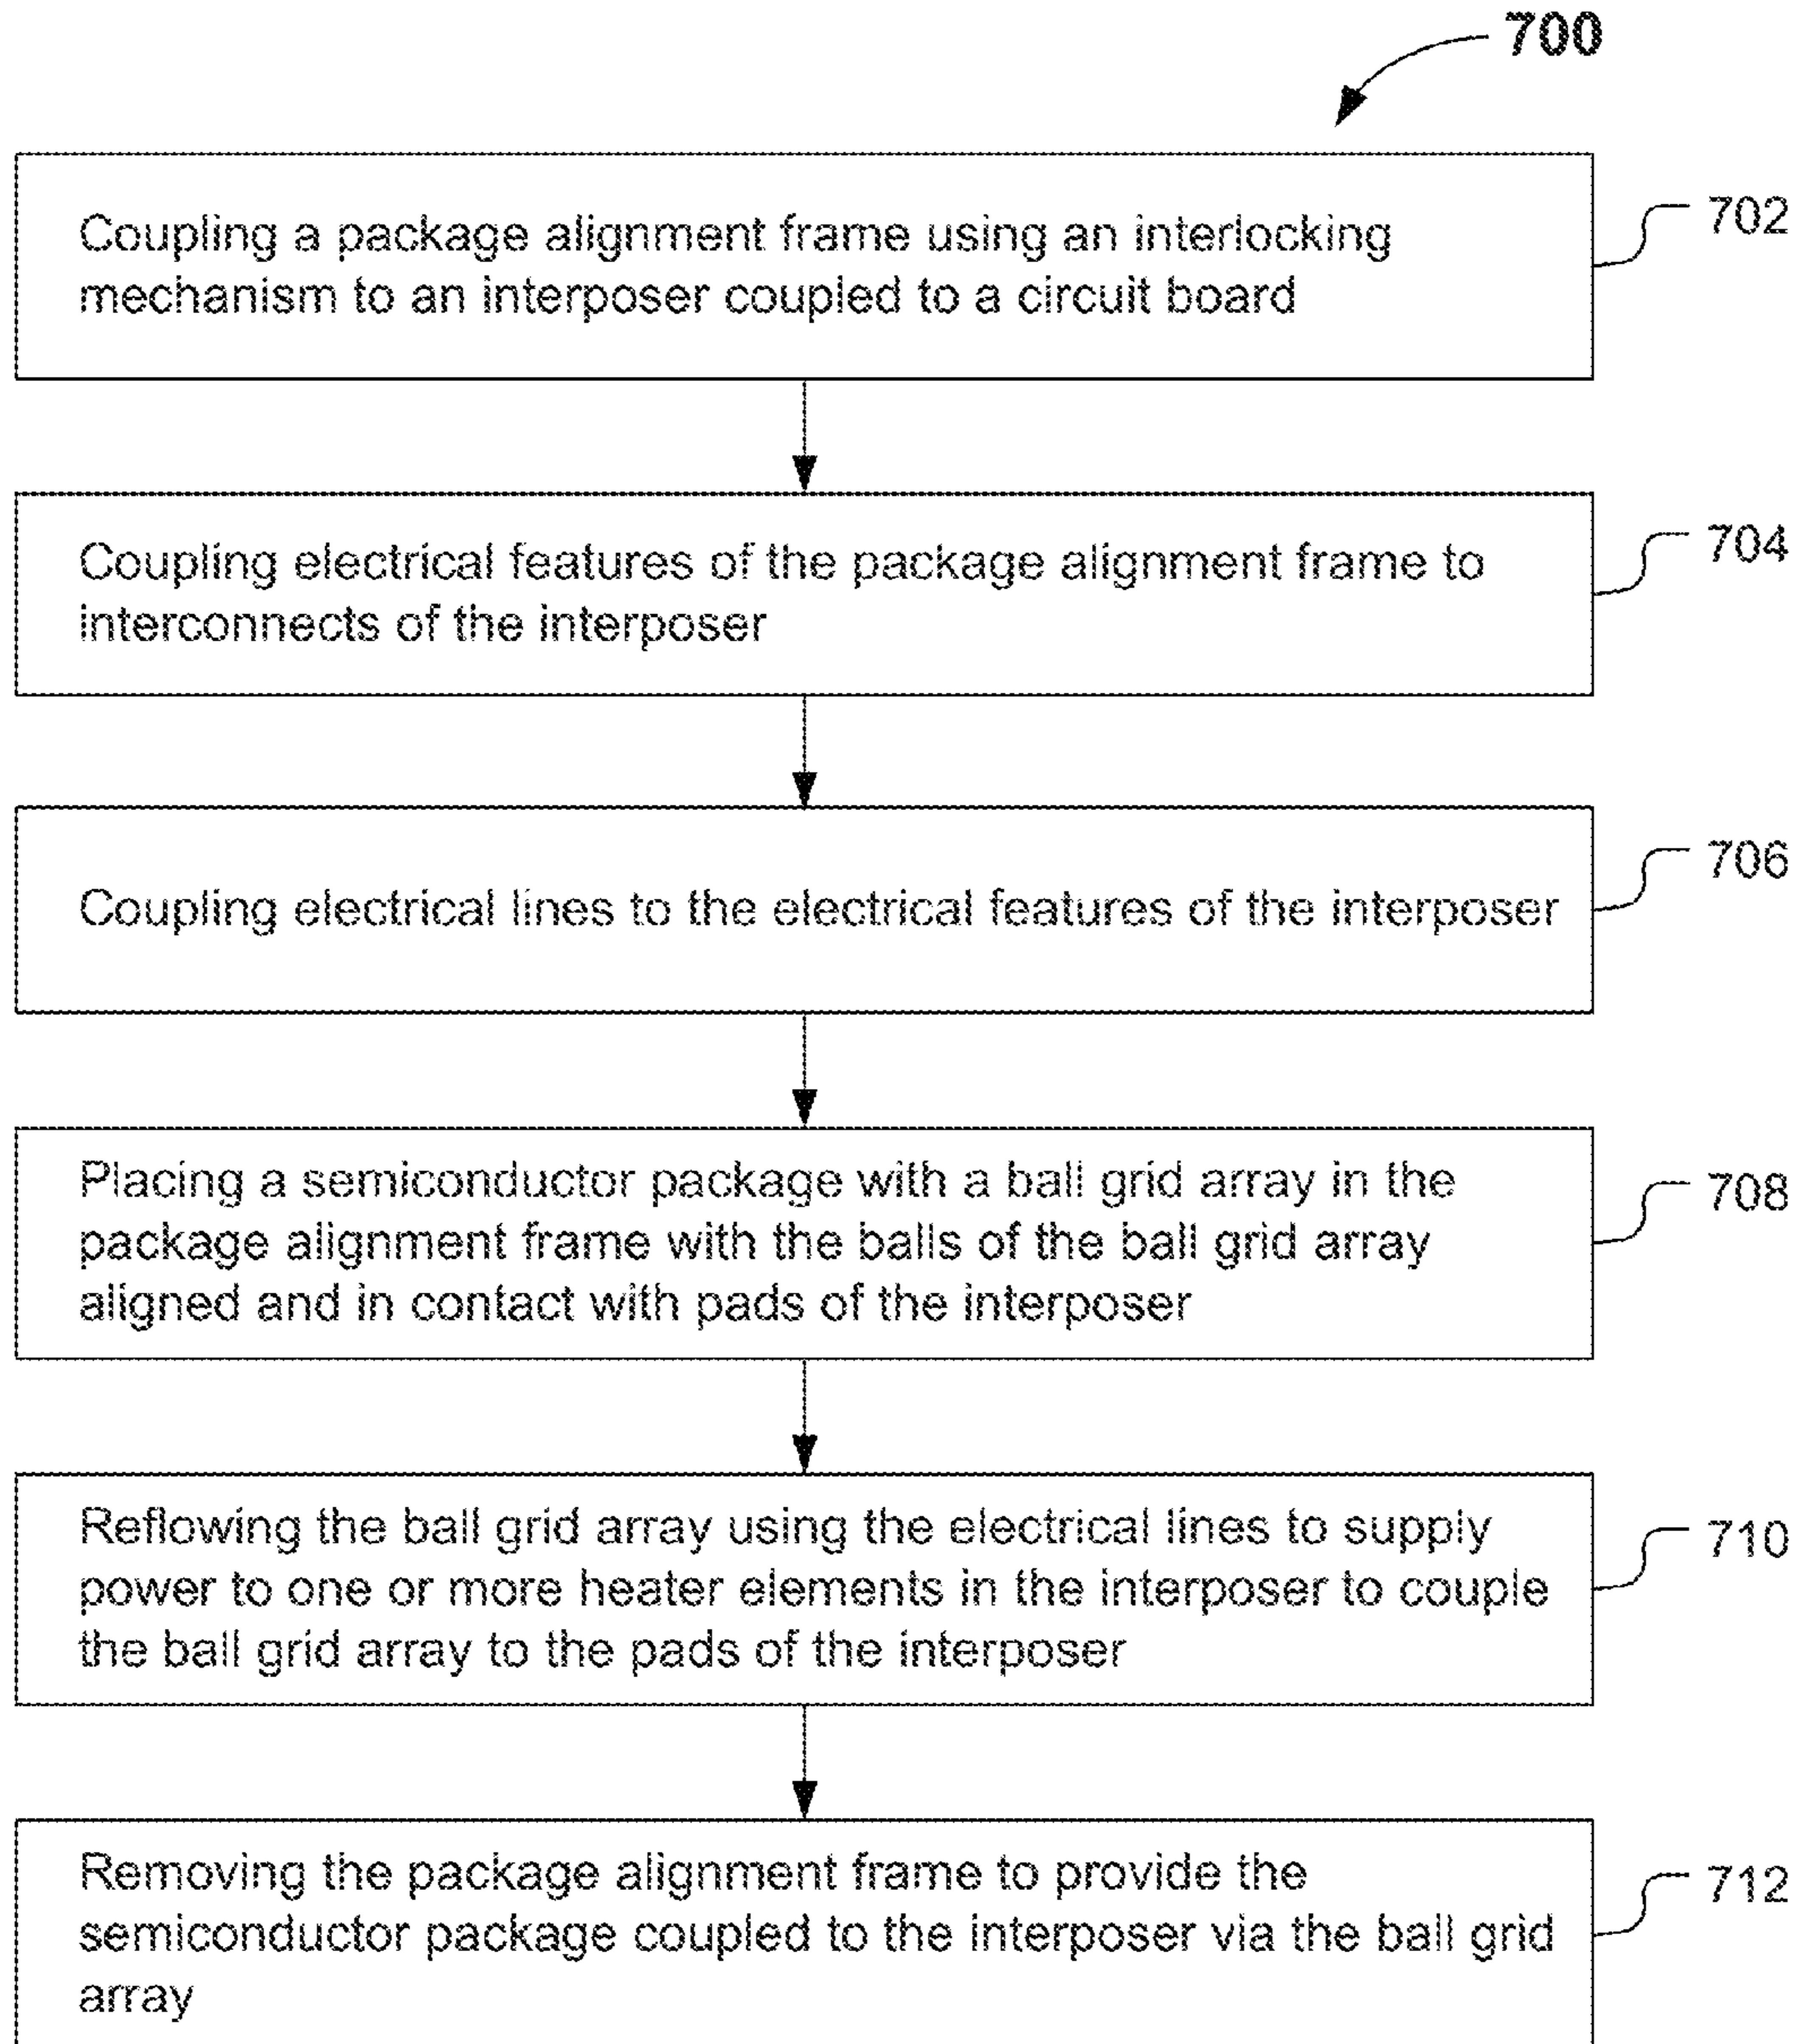 700
Coupling a package alignment frame using an interlocking
mechanism to an interposer coupled to a circuit board
702
Coupling electrical features of the package alignment frame to
interconnects of the interposer
704
Coupling electrical lines to the electrical features of the interposer
706
Placing a semiconductor package with a ball grid array in the
package alignment frame with the balls of the ball grid array
aligned and in contact with pads of the interposer
708
Reflowing the ball grid array using the electrical lines to supply
power to one or more heater elements in the interposer to couple
the ball grid array to the pads of the interposer
710
Removing the package alignment frame to provide the
semiconductor package coupled to the interposer via the ball grid
array
712